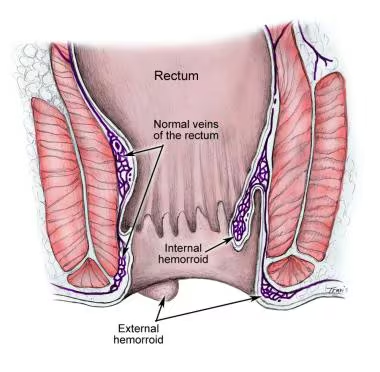 Rectum
Normal veins
of the rectum
Internal
hemorroid
External
hemorroid